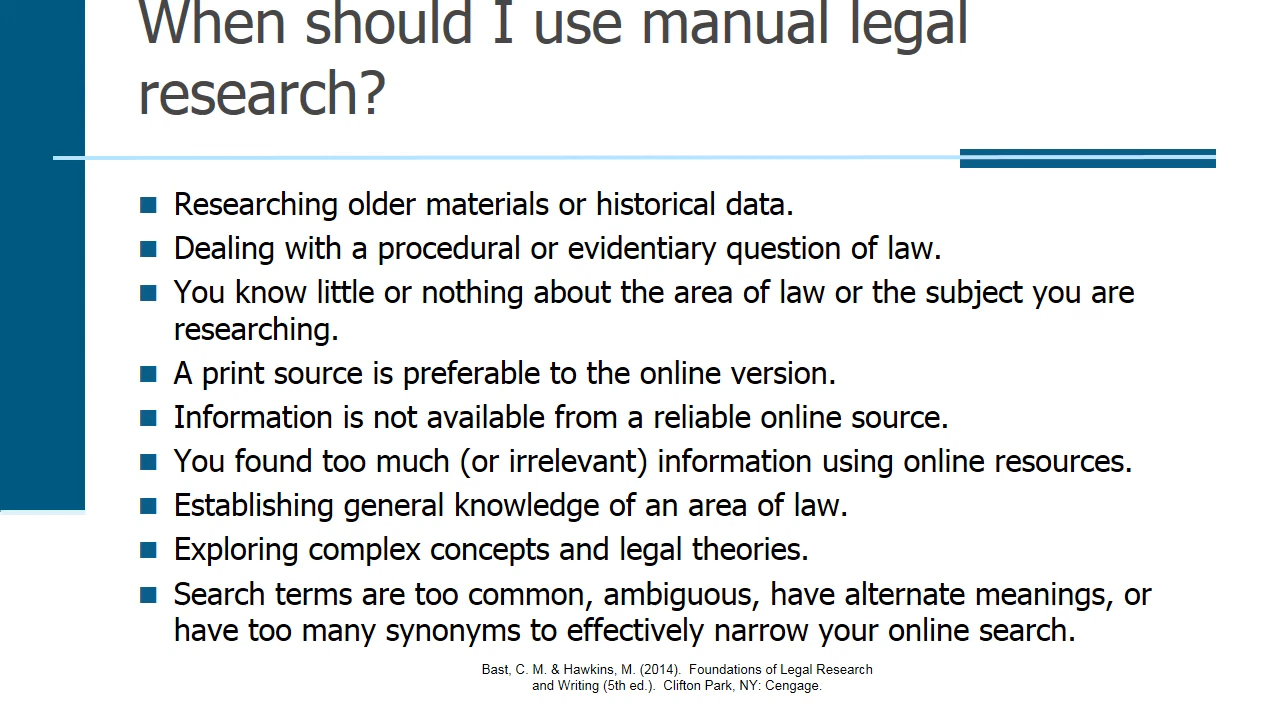 When should I use manual legal
research?
Researching older materials or historical data.
Dealing with a procedural or evidentiary question of law.
You know little or nothing about the area of law or the subject you are
researching.
A print source is preferable to the online version.
Information is not available from a reliable online source.
You found too much (or irrelevant) information using online resources.
Establishing general knowledge of an area of law.
Exploring complex concepts and legal theories.
Search terms are too common, ambiguous, have alternate meanings, or
have too many synonyms to effectively narrow your online search.
Bast, C. M. & Hawkins, M. (2014). Foundations of Legal Research
and Writing (5th ed.). Clifton Park, NY: Cengage.